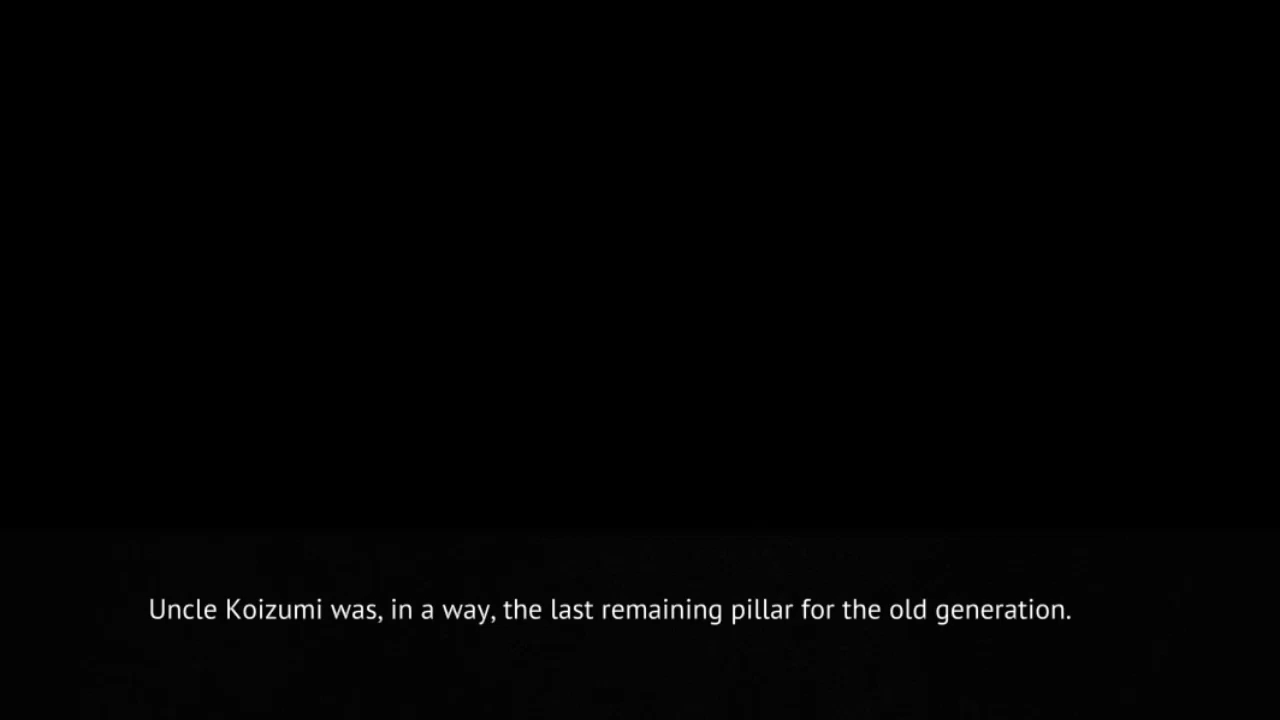 Uncle Koizumi was, in a way, the last remaining pillar for the old generation.